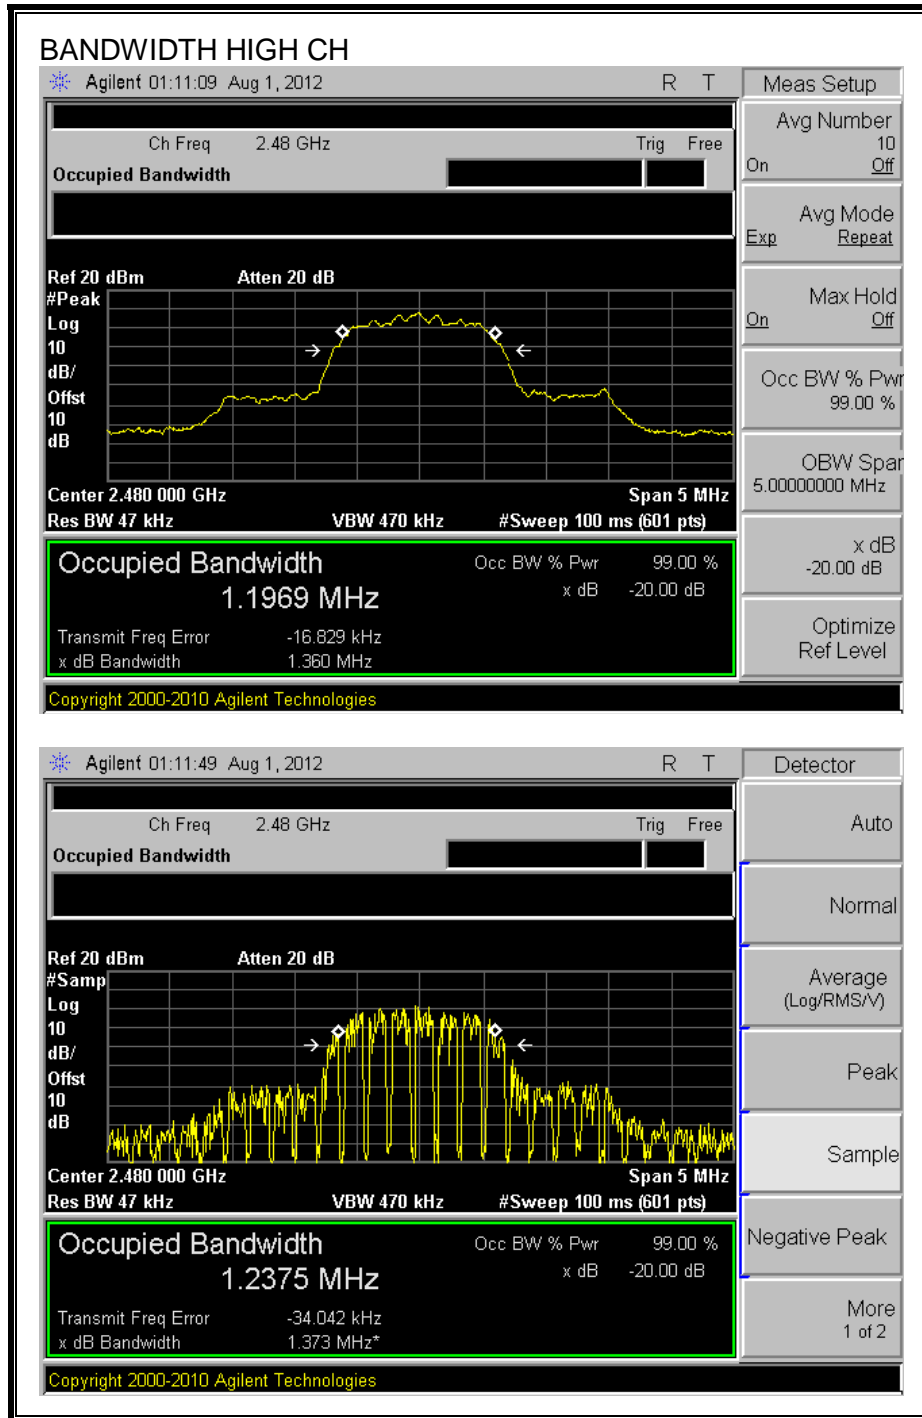 BANDWIDTH HIGH CH
Agilent 01:11:09 Aug 1, 2012 R T
Meas Setup
Ch Freq 2.48 GHz Trig Free
Occupied Bandwidth
Avg Number
10
On Off
Avg Mode
Exp Repeat
Max Hold
On Off
Occ BW % Pwr
99.00 %
OBW Span
5.00000000 MHz
x dB
-20.00 dB
Optimize
Ref Level
Ref 20 dBm Atten 20 dB
#Peak
Log
10
dB/
Offst
10
dB
Center 2.480 000 GHz Span 5 MHz
Res BW 47 kHz VBW 470 kHz #Sweep 100 ms (601 pts)
Occupied Bandwidth
1.1969 MHz
Occ BW % Pwr 99.00 %
x dB -20.00 dB
Transmit Freq Error -16.829 kHz
x dB Bandwidth 1.360 MHz
Copyright 2000-2010 Agilent Technologies
Agilent 01:11:49 Aug 1, 2012 R T
Detector
Ch Freq 2.48 GHz Trig Free
Occupied Bandwidth
Auto
Normal
Average
(Log/RMS/V)
Peak
Sample
Negative Peak
More
1 of 2
Ref 20 dBm Atten 20 dB
#Samp
Log
10
dB/
Offst
10
dB
Center 2.480 000 GHz Span 5 MHz
Res BW 47 kHz VBW 470 kHz #Sweep 100 ms (601 pts)
Occupied Bandwidth
1.2375 MHz
Occ BW % Pwr 99.00 %
x dB -20.00 dB
Transmit Freq Error -34.042 kHz
x dB Bandwidth 1.373 MHz*
Copyright 2000-2010 Agilent Technologies